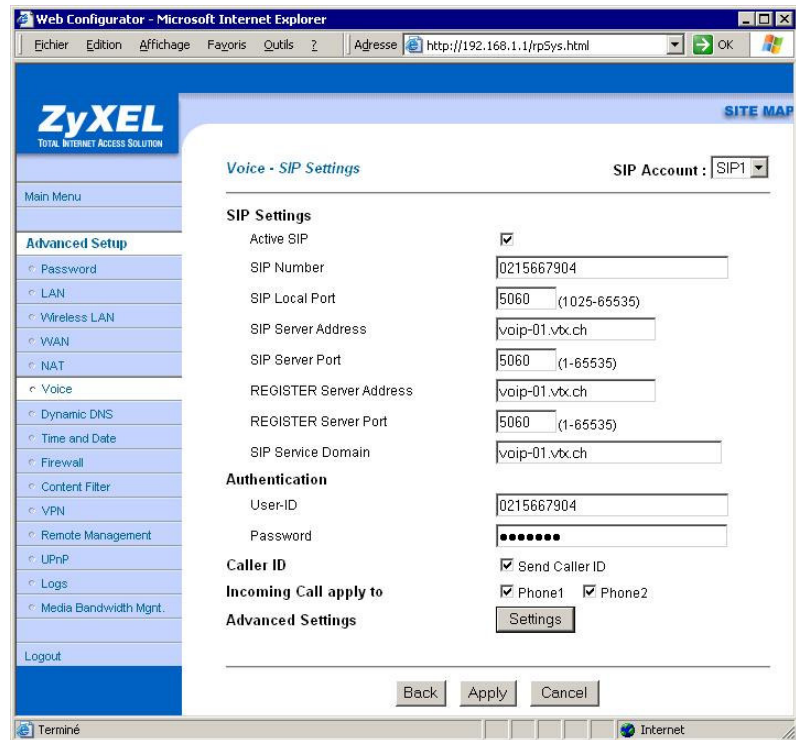 Web Configurator - Microsoft Internet Explorer
Fichier Edition Affichage Favoris Outils ? Adresse http://192.168.1.1/rpSys.html OK
ZyXEL
TOTAL INTERNET ACCESS SOLUTION
SITE MAP
Voice - SIP Settings SIP Account : SIP1
Main Menu
Advanced Setup
Password
LAN
Wireless LAN
WAN
NAT
Voice
Dynamic DNS
Time and Date
Firewall
Content Filter
VPN
Remote Management
UPnP
Logs
Media Bandwidth Mgnt.
Logout
SIP Settings
Active SIP
SIP Number 0215667904
SIP Local Port 5060 (1025-65535)
SIP Server Address voip-01.vtx.ch
SIP Server Port 5060 (1-65535)
REGISTER Server Address voip-01.vtx.ch
REGISTER Server Port 5060 (1-65535)
SIP Service Domain voip-01.vtx.ch
Authentication
User-ID 0215667904
Password •••••••
Caller ID Send Caller ID
Incoming Call apply to Phone1 Phone2
Advanced Settings Settings
Back Apply Cancel
Terminé Internet